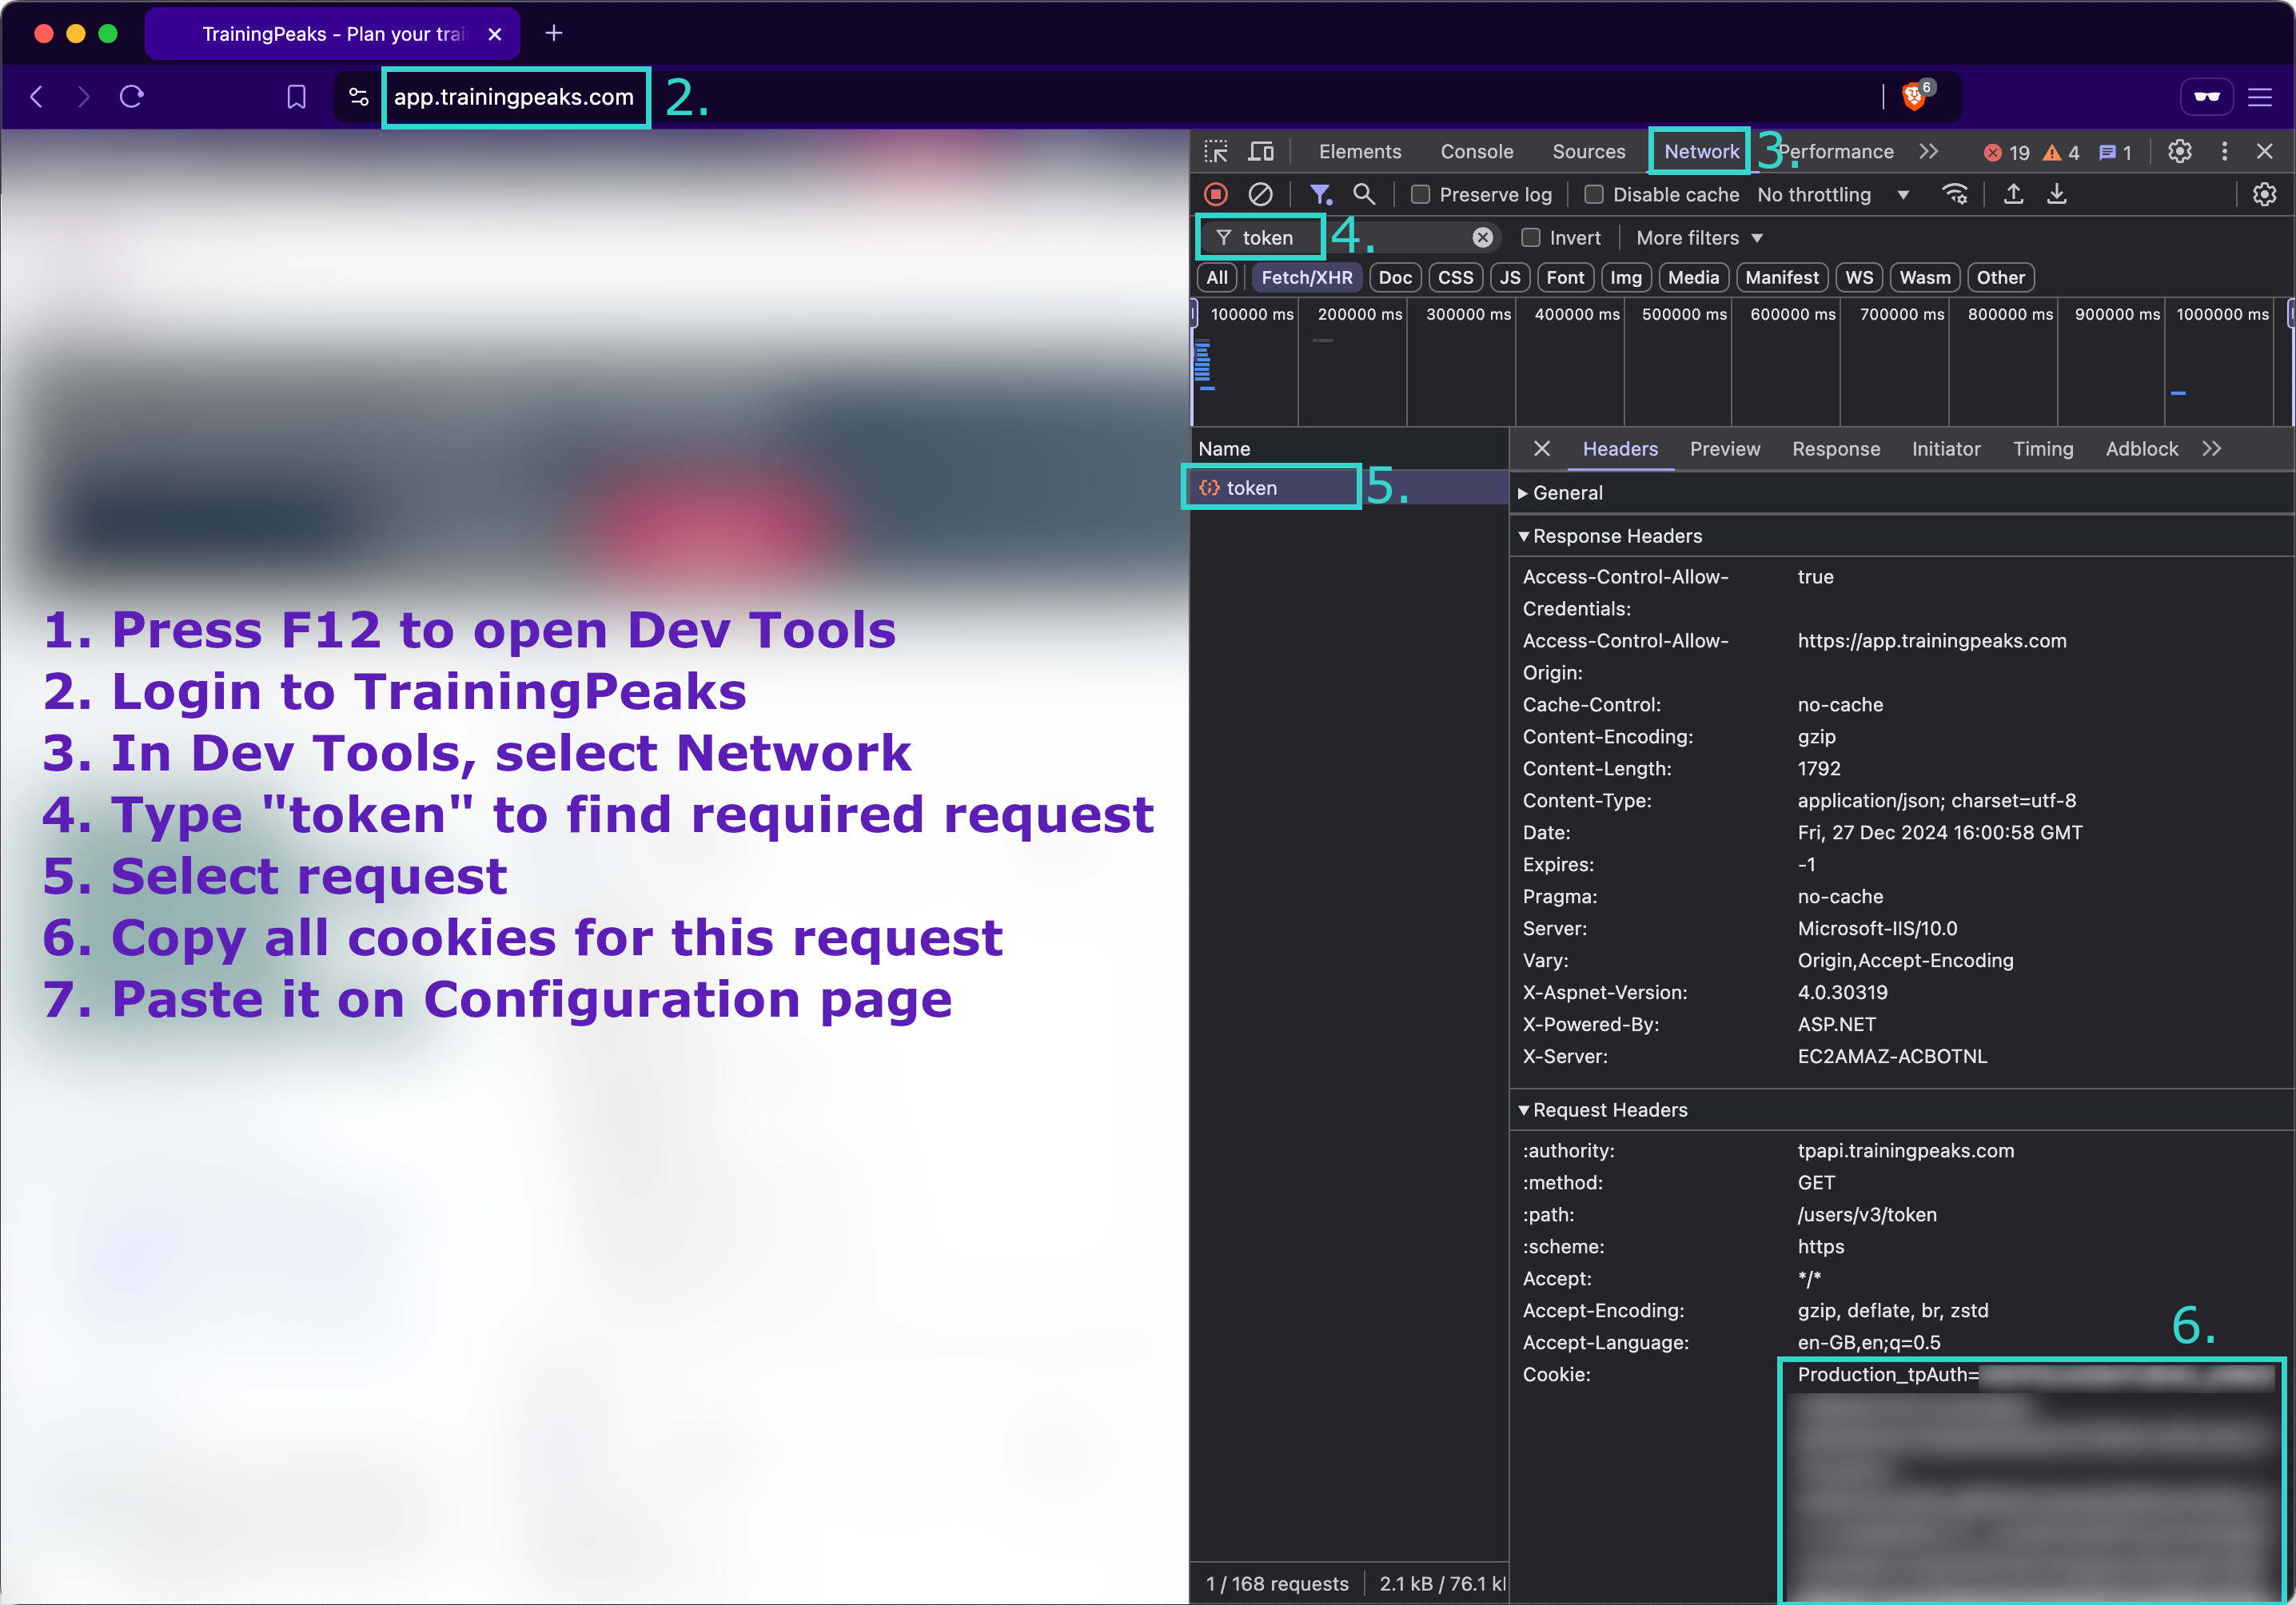 TrainingPeaks - Plan your trai
app.trainingpeaks.com
2.
6
Elements Console Sources Network 3. Performance 19 4 1
Preserve log Disable cache No throttling
token 4. Invert More filters
All Fetch/XHR Doc CSS JS Font Img Media Manifest WS Wasm Other
100000 ms 200000 ms 300000 ms 400000 ms 500000 ms 600000 ms 700000 ms 800000 ms 900000 ms 1000000 ms
Name
token 5.
Headers Preview Response Initiator Timing Adblock
General
Response Headers
Access-Control-Allow- true
Credentials:
Access-Control-Allow- https://app.trainingpeaks.com
Origin:
Cache-Control: no-cache
Content-Encoding: gzip
Content-Length: 1792
Content-Type: application/json; charset=utf-8
Date: Fri, 27 Dec 2024 16:00:58 GMT
Expires: -1
Pragma: no-cache
Server: Microsoft-IIS/10.0
Vary: Origin,Accept-Encoding
X-Aspnet-Version: 4.0.30319
X-Powered-By: ASP.NET
X-Server: EC2AMAZ-ACBOTNL
Request Headers
:authority: tpapi.trainingpeaks.com
:method: GET
:path: /users/v3/token
:scheme: https
Accept: */*
Accept-Encoding: gzip, deflate, br, zstd
Accept-Language: en-GB,en;q=0.5
6.
Cookie: Production_tpAuth=
1 / 168 requests 2.1 kB / 76.1 k
1. Press F12 to open Dev Tools
2. Login to TrainingPeaks
3. In Dev Tools, select Network
4. Type "token" to find required request
5. Select request
6. Copy all cookies for this request
7. Paste it on Configuration page